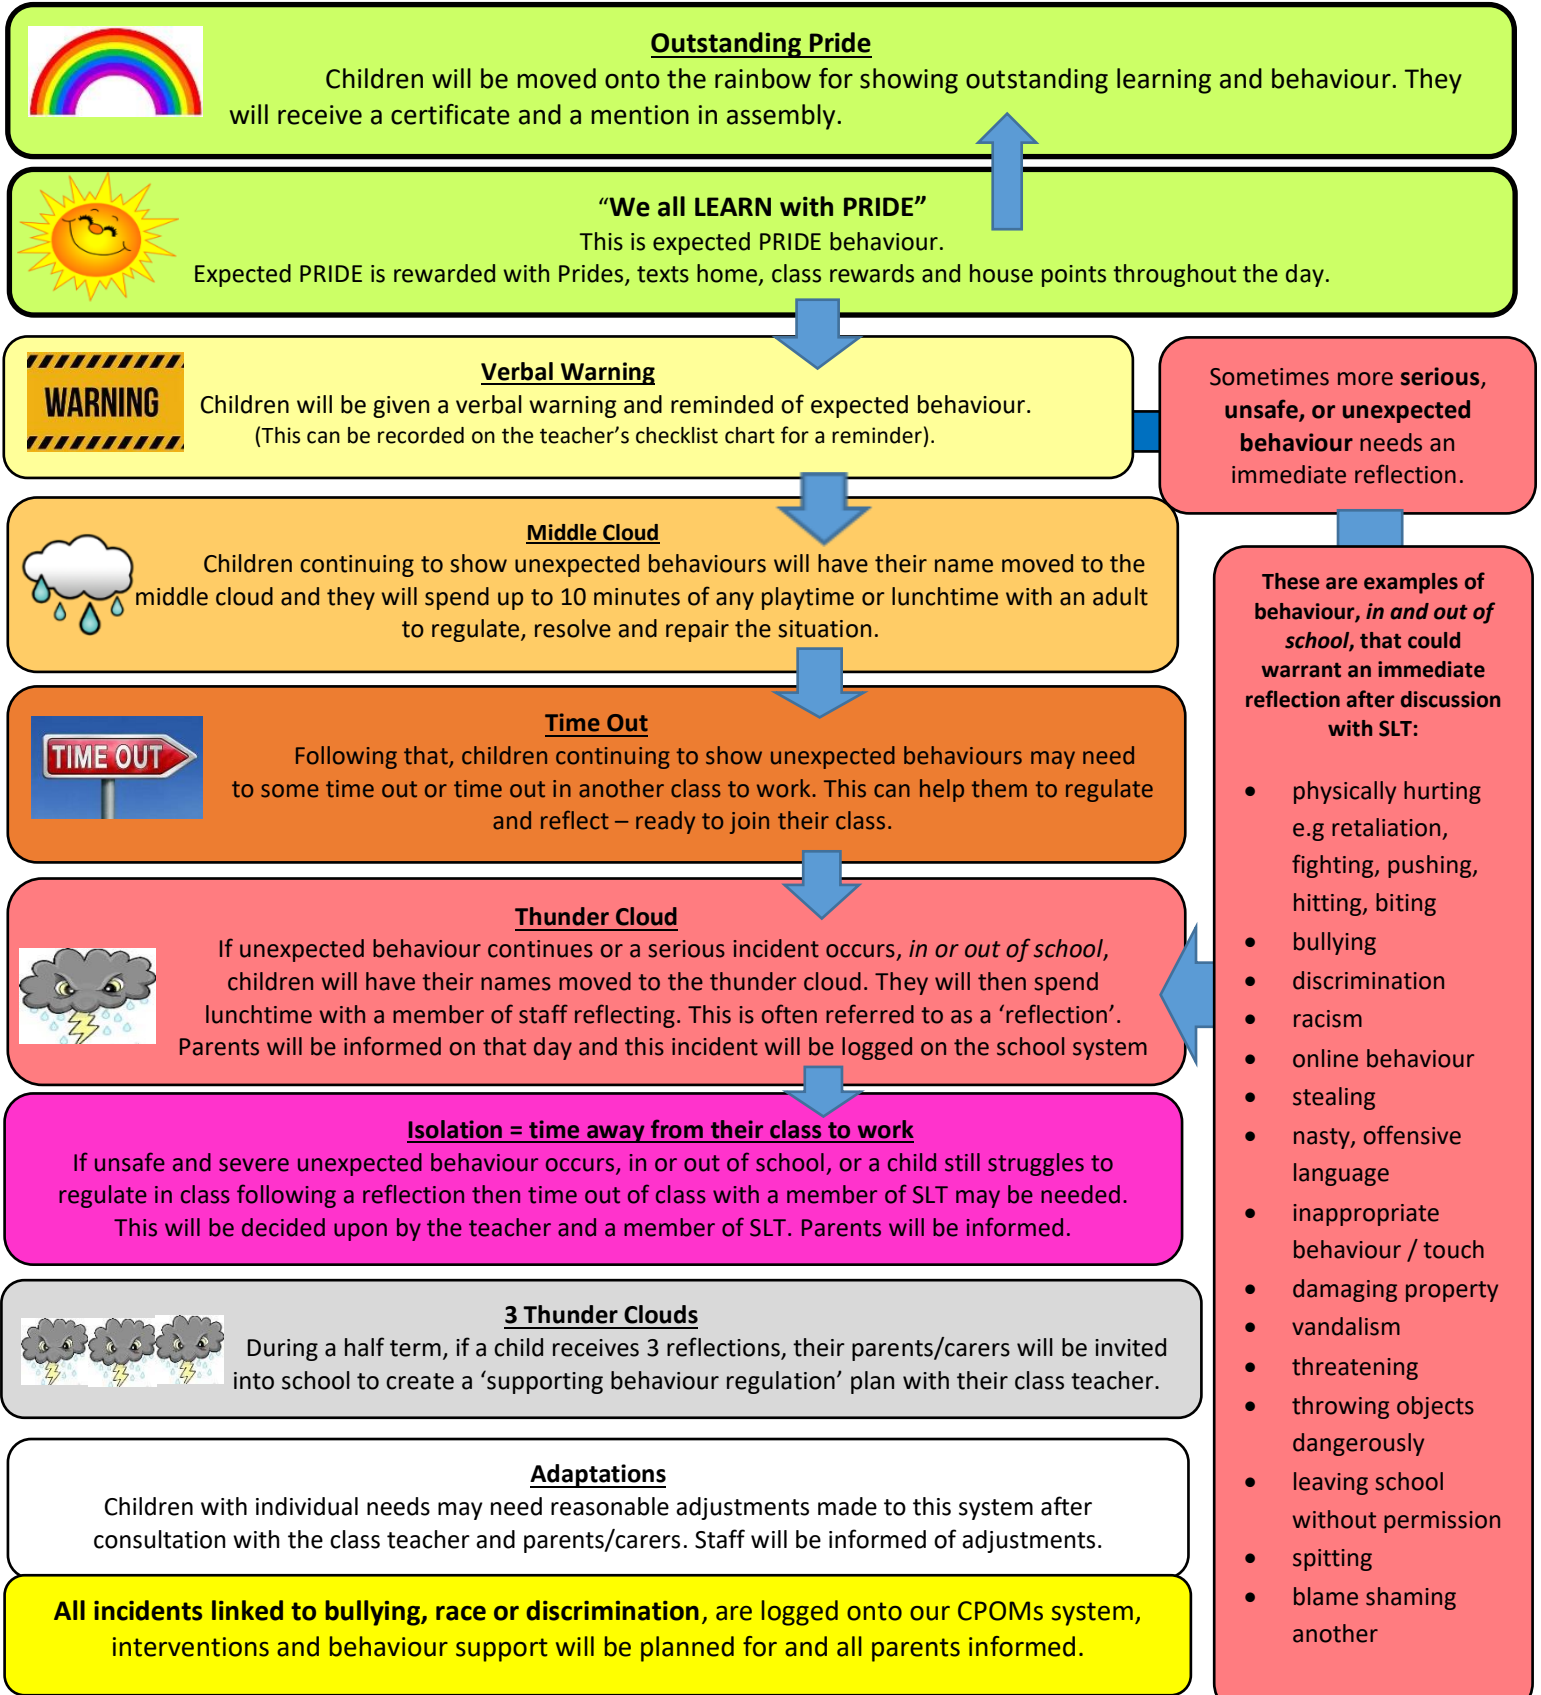 Outstanding Pride
Children will be moved onto the rainbow for showing outstanding learning and behaviour. They
will receive a certificate and a mention in assembly.
“We all LEARN with PRIDE”
This is expected PRIDE behaviour.
Expected PRIDE is rewarded with Prides, texts home, class rewards and house points throughout the day.
WARNING
Verbal Warning
Children will be given a verbal warning and reminded of expected behaviour.
(This can be recorded on the teacher’s checklist chart for a reminder).
Middle Cloud
Children continuing to show unexpected behaviours will have their name moved to the
middle cloud and they will spend up to 10 minutes of any playtime or lunchtime with an adult
to regulate, resolve and repair the situation.
TIME OUT
Time Out
Following that, children continuing to show unexpected behaviours may need
to some time out or time out in another class to work. This can help them to regulate
and reflect – ready to join their class.
Thunder Cloud
If unexpected behaviour continues or a serious incident occurs, in or out of school,
children will have their names moved to the thunder cloud. They will then spend
lunchtime with a member of staff reflecting. This is often referred to as a ‘reflection’.
Parents will be informed on that day and this incident will be logged on the school system
Isolation = time away from their class to work
If unsafe and severe unexpected behaviour occurs, in or out of school, or a child still struggles to
regulate in class following a reflection then time out of class with a member of SLT may be needed.
This will be decided upon by the teacher and a member of SLT. Parents will be informed.
3 Thunder Clouds
During a half term, if a child receives 3 reflections, their parents/carers will be invited
into school to create a ‘supporting behaviour regulation’ plan with their class teacher.
Adaptations
Children with individual needs may need reasonable adjustments made to this system after
consultation with the class teacher and parents/carers. Staff will be informed of adjustments.
All incidents linked to bullying, race or discrimination, are logged onto our CPOMs system,
interventions and behaviour support will be planned for and all parents informed.
Sometimes more serious,
unsafe, or unexpected
behaviour needs an
immediate reflection.
These are examples of
behaviour, in and out of
school, that could
warrant an immediate
reflection after discussion
with SLT:
• physically hurting
e.g retaliation,
fighting, pushing,
hitting, biting
• bullying
• discrimination
• racism
• online behaviour
• stealing
• nasty, offensive
language
• inappropriate
behaviour / touch
• damaging property
• vandalism
• threatening
• throwing objects
dangerously
• leaving school
without permission
• spitting
• blame shaming
another